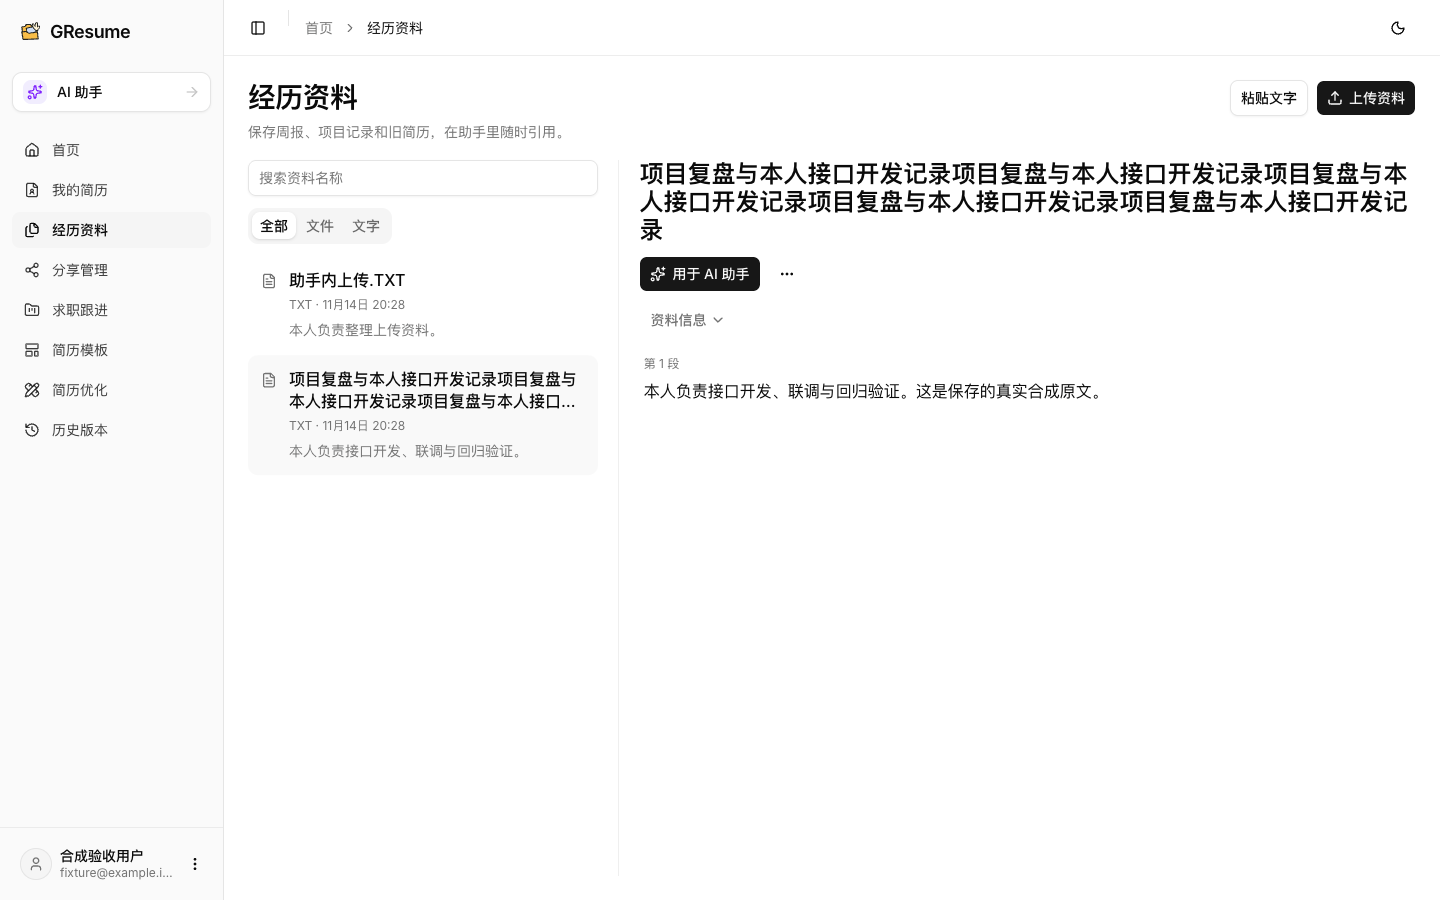 GResume
AI 助手
首页
我的简历
经历资料
分享管理
求职跟进
简历模板
简历优化
历史版本
合成验收用户
fixture@example.i...
首页
经历资料
经历资料
保存周报、项目记录和旧简历，在助手里随时引用。
粘贴文字
上传资料
搜索资料名称
全部
文件
文字
助手内上传.TXT
TXT · 11月14日 20:28
本人负责整理上传资料。
项目复盘与本人接口开发记录项目复盘与
本人接口开发记录项目复盘与本人接口...
TXT · 11月14日 20:28
本人负责接口开发、联调与回归验证。
项目复盘与本人接口开发记录项目复盘与本人接口开发记录项目复盘与本
人接口开发记录项目复盘与本人接口开发记录项目复盘与本人接口开发记
录
用于 AI 助手
资料信息
第 1 段
本人负责接口开发、联调与回归验证。这是保存的真实合成原文。